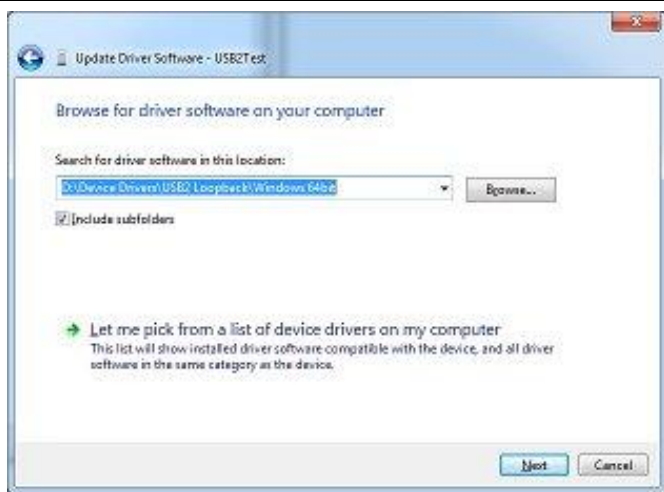 Update Driver Software - USB2Test
Browse for driver software on your computer
Search for driver software in this location:
D:\Device Drivers\USB2 Loopback\Windows 64bit
Browse...
Include subfolders
Let me pick from a list of device drivers on my computer
This list will show installed driver software compatible with the device, and all driver
software in the same category as the device.
Next
Cancel